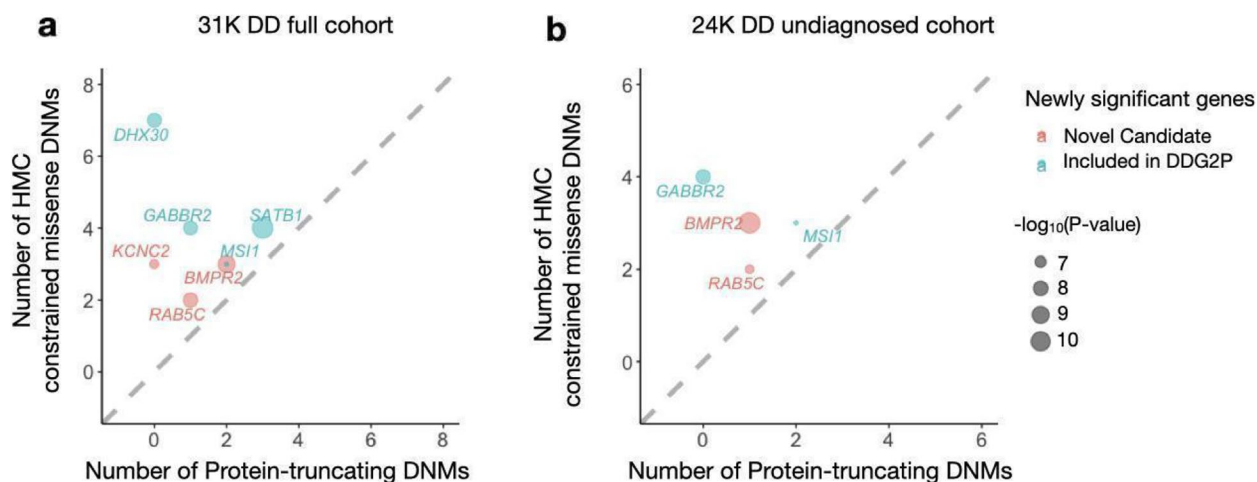 a
31K DD full cohort
Number of HMC
constrained missense DNMs
8
6
4
2
0
DHX30
GABBR2
SATB1
KCNC2
MSI1
BMPR2
RAB5C
0
2
4
6
8
Number of Protein-truncating DNMs
b
24K DD undiagnosed cohort
Number of HMC
constrained missense DNMs
6
4
2
0
GABBR2
BMPR2
MSI1
RAB5C
0
2
4
6
Number of Protein-truncating DNMs
Newly significant genes
a Novel Candidate
a Included in DDG2P
-log₁₀(P-value)
7
8
9
10